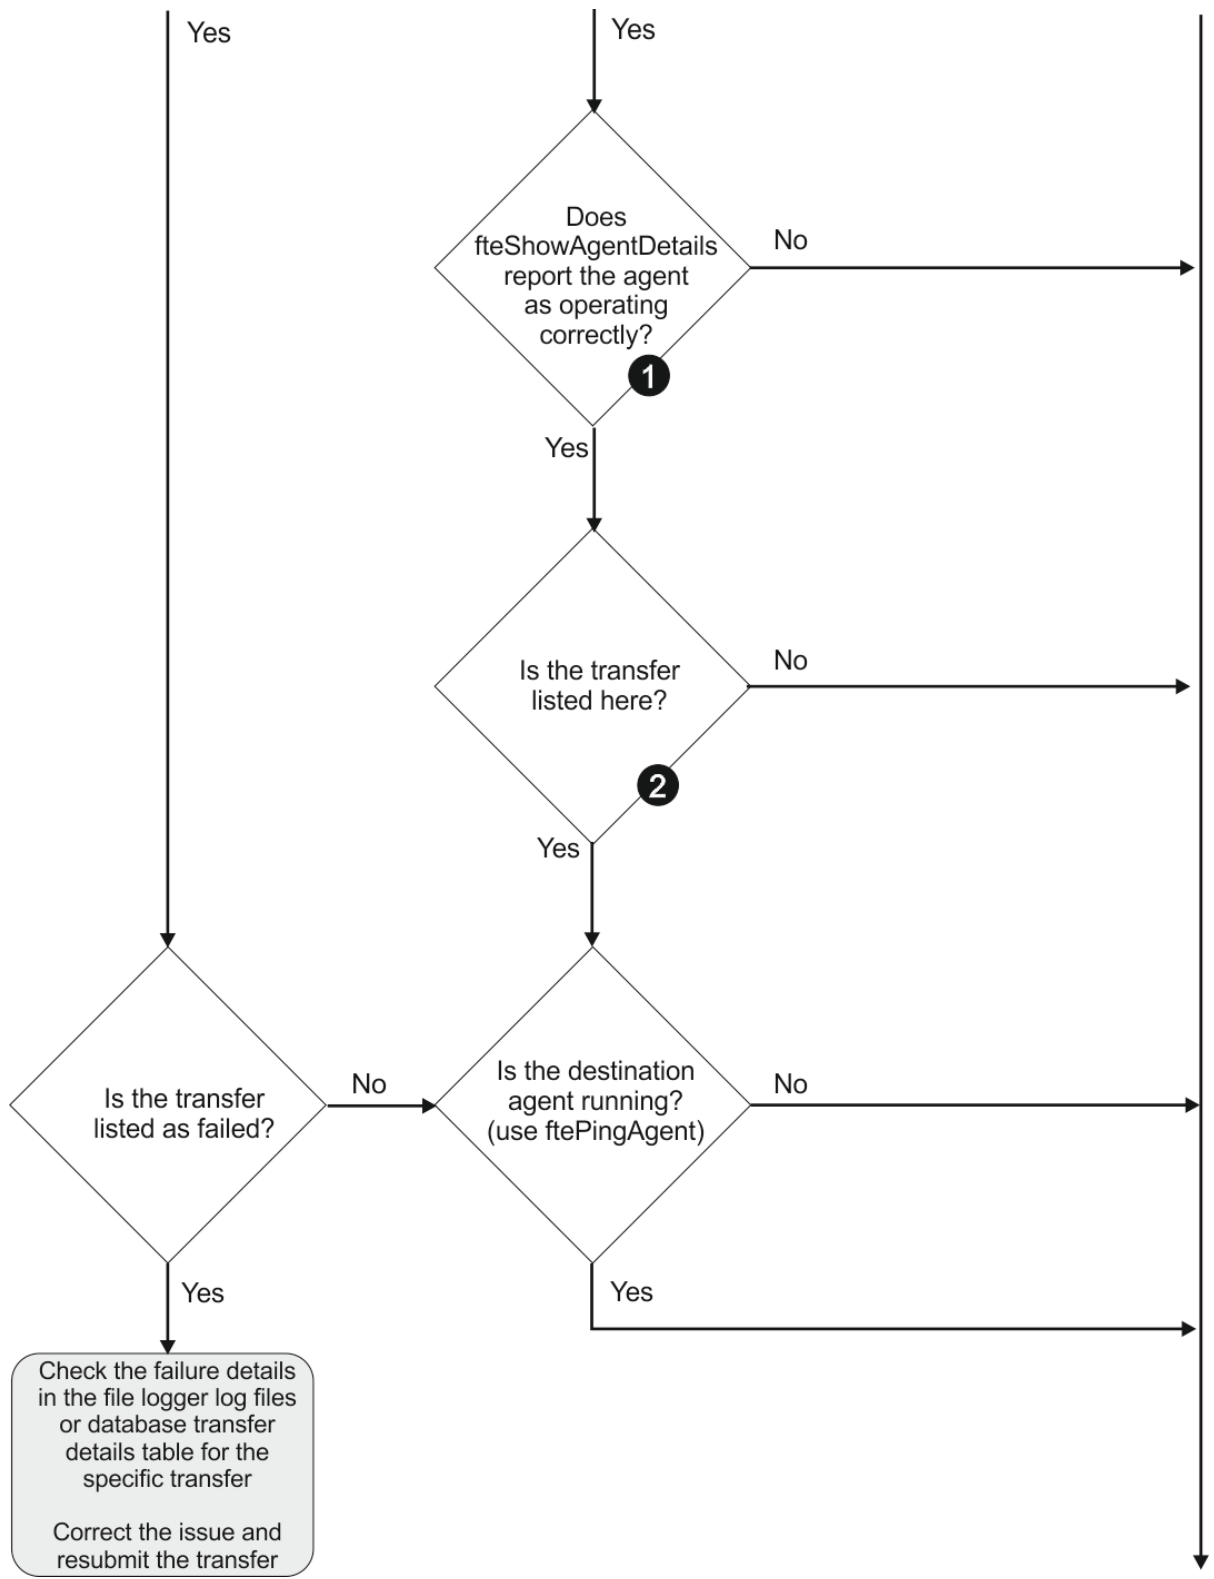 Yes
Yes
Does
fteShowAgentDetails
report the agent
as operating
correctly?
No
1
Yes
Is the transfer
listed here?
No
2
Yes
Is the transfer
listed as failed?
No
Is the destination
agent running?
(use ftePingAgent)
No
Yes
Yes
Check the failure details
in the file logger log files
or database transfer
details table for the
specific transfer
Correct the issue and
resubmit the transfer